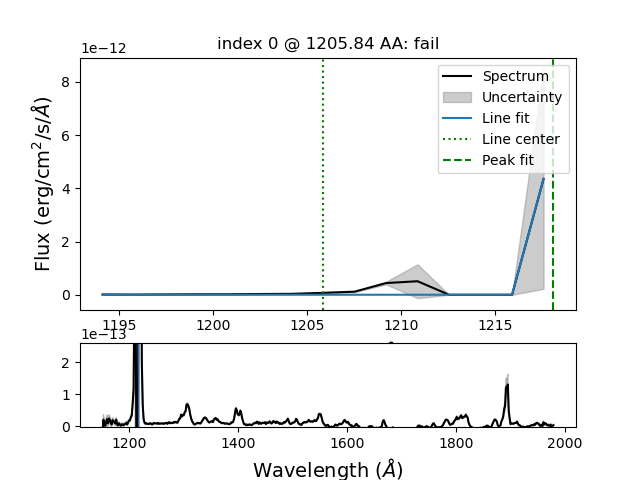 index 0 @ 1205.84 AA: fail
1e−12
Flux (erg/cm²/s/Å)
8
6
4
2
0
Spectrum
Uncertainty
Line fit
Line center
Peak fit
1195 1200 1205 1210 1215
1e−13
2
1
0
1200 1400 1600 1800 2000
Wavelength (Å)